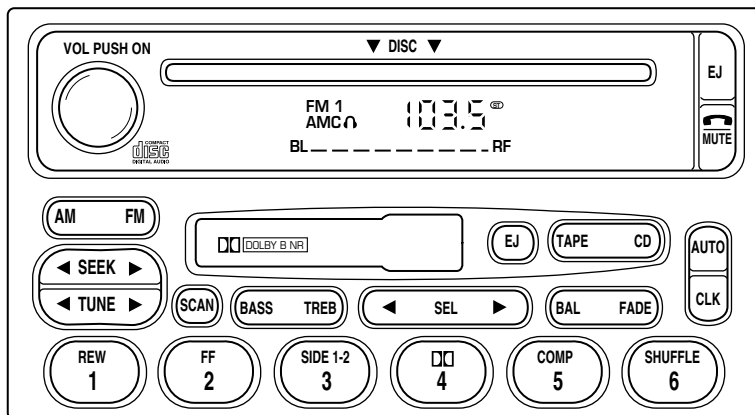 VOL PUSH ON
▼ DISC ▼
EJ
FM 1
103.5 ST
AMC
MUTE
COMPACT
disc
DIGITAL AUDIO
BL RF
AM FM
DOLBY B NR
EJ
TAPE CD
AUTO
◀ SEEK ▶
◀ TUNE ▶
SCAN
BASS TREB
◀ SEL ▶
BAL FADE
CLK
REW
1
FF
2
SIDE 1-2
3
4
COMP
5
SHUFFLE
6